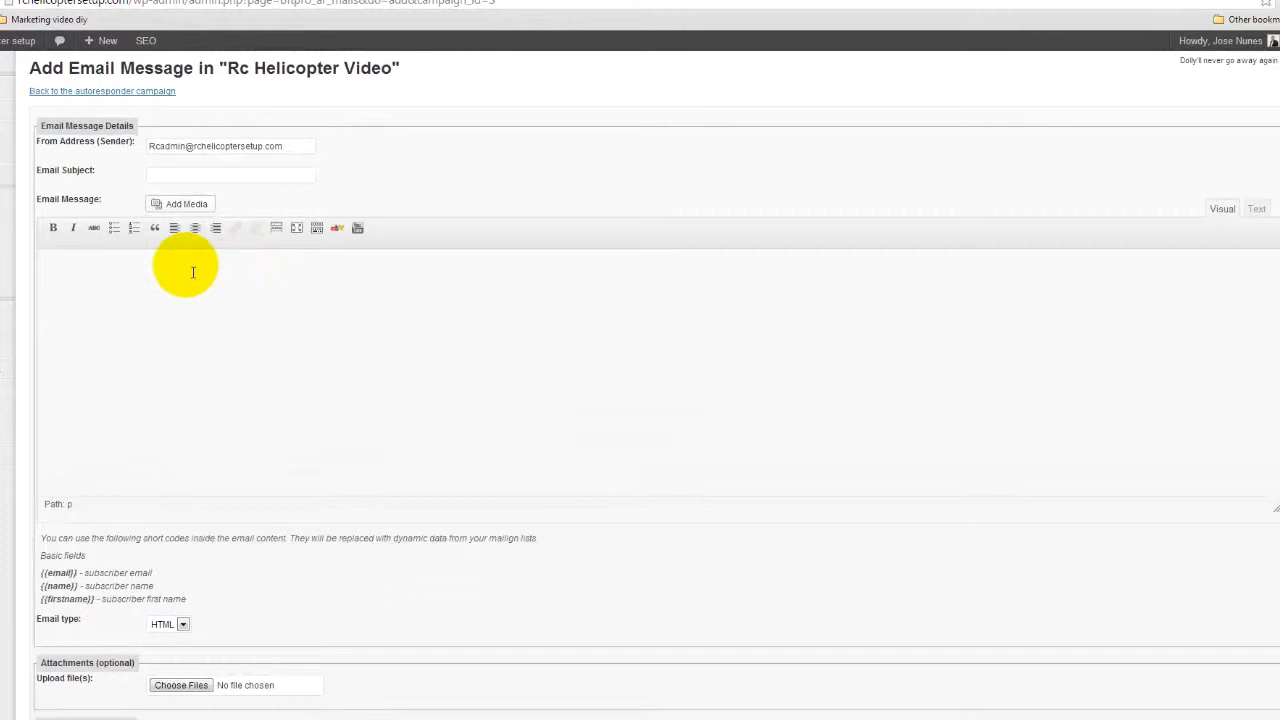 Marketing video diy
Other bookm
er setup
New
SEO
Howdy, Jose Nunes
Add Email Message in "Rc Helicopter Video"
Dolly'll never go away again
Back to the autoresponder campaign
Email Message Details
From Address (Sender):
Rcadmin@rchelicoptersetup.com
Email Subject:
Email Message:
Add Media
Visual
Text
B I ABC
Path: p
You can use the following short codes inside the email content. They will be replaced with dynamic data from your mailign lists.
Basic fields
{{email}} - subscriber email
{{name}} - subscriber name
{{firstname}} - subscriber first name
Email type:
HTML
Attachments (optional)
Upload file(s):
Choose Files No file chosen